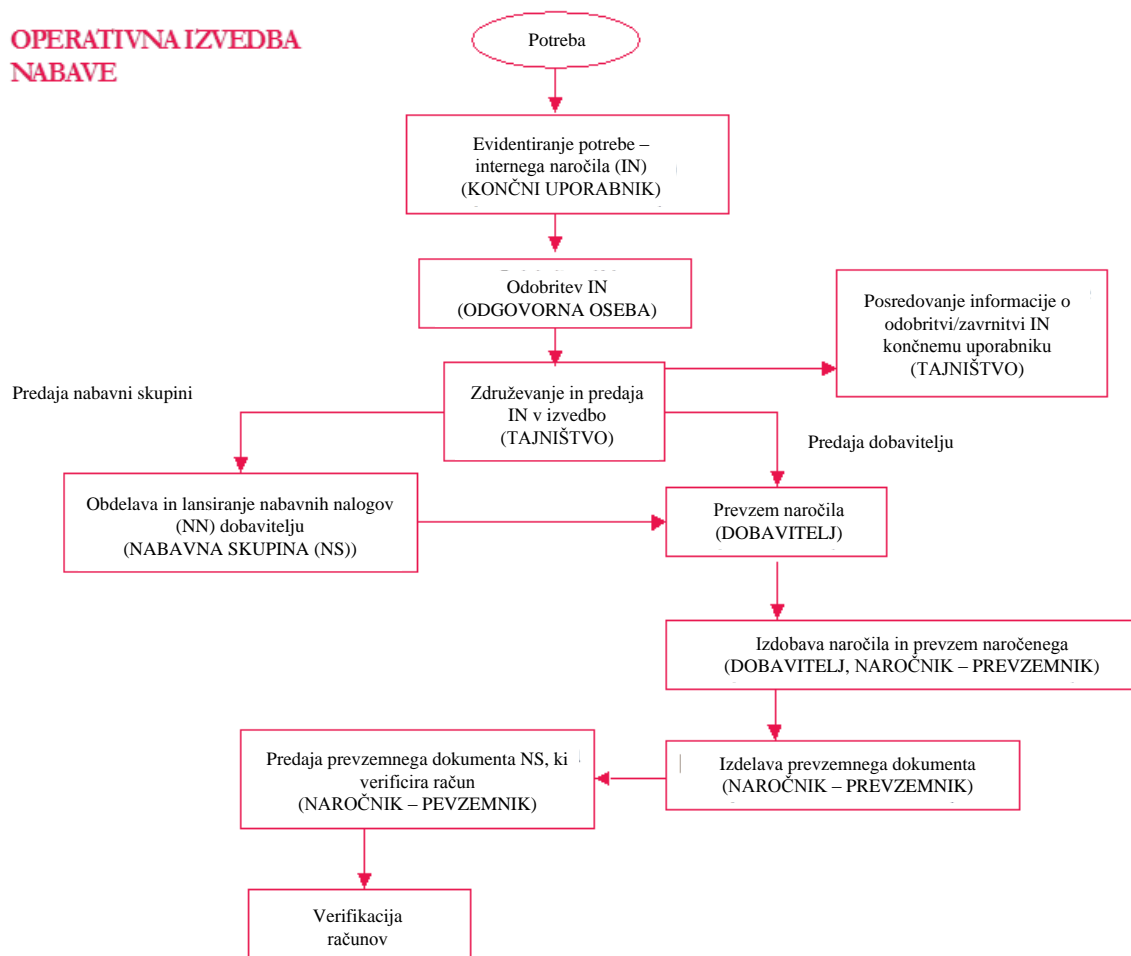 OPERATIVNA IZVEDBA
NABAVE
Potreba
Evidentiranje potrebe –
internega naročila (IN)
(KONČNI UPORABNIK)
Odobritev IN
(ODGOVORNA OSEBA)
Posredovanje informacije o
odobritvi/zavrnitvi IN
končnemu uporabniku
(TAJNIŠTVO)
Predaja nabavni skupini
Združevanje in predaja
IN v izvedbo
(TAJNIŠTVO)
Predaja dobavitelju
Obdelava in lansiranje nabavnih nalogov
(NN) dobavitelju
(NABAVNA SKUPINA (NS))
Prevzem naročila
(DOBAVITELJ)
Izdobava naročila in prevzem naročenega
(DOBAVITELJ, NAROČNIK – PREVZEMNIK)
Predaja prevzemnega dokumenta NS, ki
verificira račun
(NAROČNIK – PEVZEMNIK)
Izdelava prevzemnega dokumenta
(NAROČNIK – PREVZEMNIK)
Verifikacija
računov